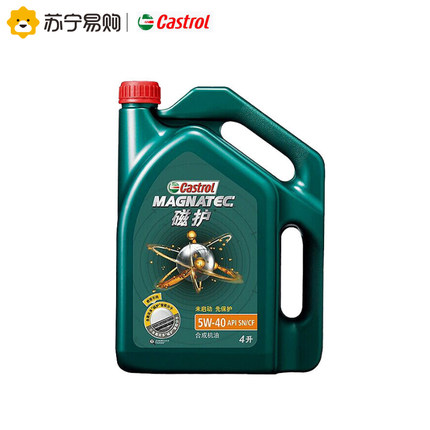 苏宁易购 Castrol
Castrol
MAGNATEC
磁护
未启动 先保护
5W-40 API SN/CF
合成机油
4升